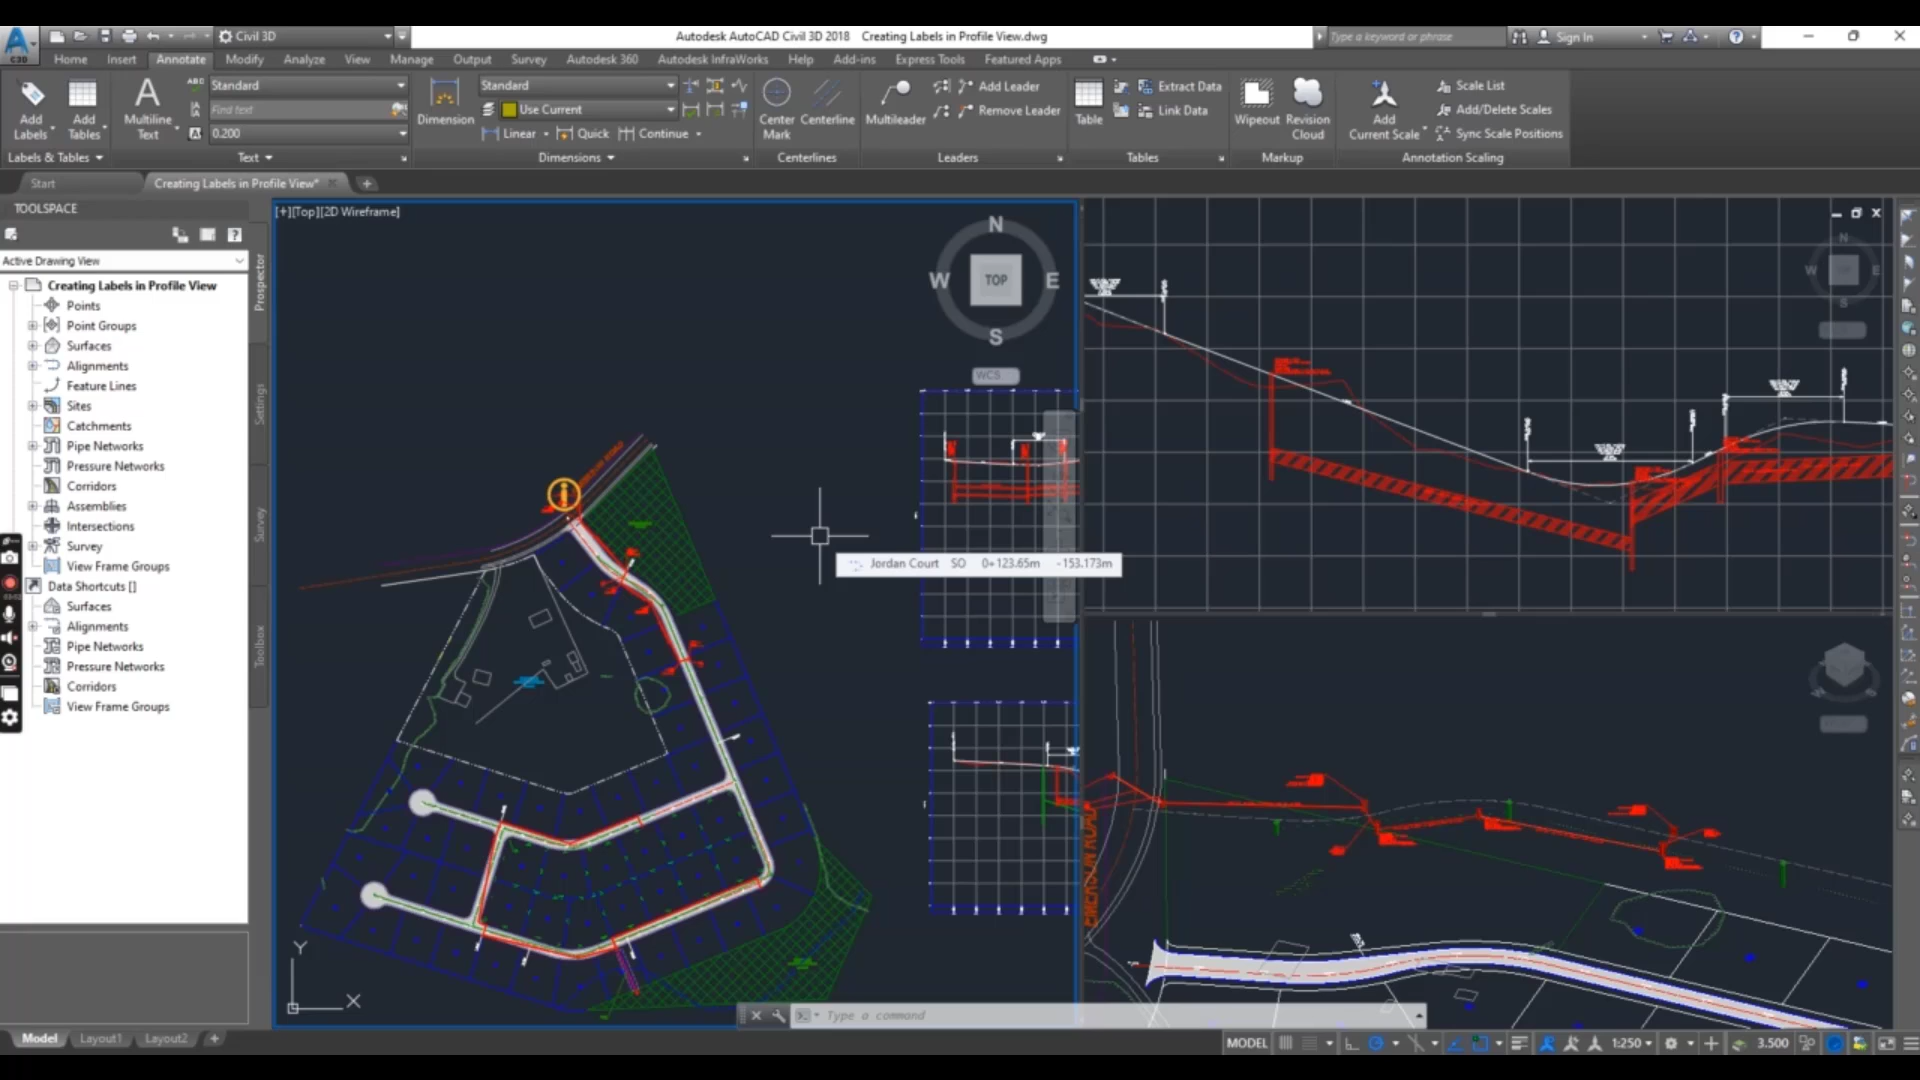 Civil 3D
Autodesk AutoCAD Civil 3D 2018 Creating Labels in Profile View.dwg
Type a keyword or phrase
Sign In
C3D
Home Insert Annotate Modify Analyze View Manage Output Survey Autodesk 360 Autodesk InfraWorks Help Add-ins Express Tools Featured Apps
Add Labels
Add Tables
Labels & Tables
Multiline Text
ABC
Standard
Find text
0.200
Text
Dimension
Standard
Use Current
Linear Quick Continue
Dimensions
Center Mark
Centerline
Centerlines
Multileader
Add Leader
Remove Leader
Leaders
Table
Extract Data
Link Data
Tables
Wipeout
Revision Cloud
Markup
Add Current Scale
Scale List
Add/Delete Scales
Sync Scale Positions
Annotation Scaling
Start
Creating Labels in Profile View*
TOOLSPACE
Active Drawing View
Creating Labels in Profile View
Points
Point Groups
Surfaces
Alignments
Feature Lines
Sites
Catchments
Pipe Networks
Pressure Networks
Corridors
Assemblies
Intersections
Survey
View Frame Groups
Data Shortcuts []
Surfaces
Alignments
Pipe Networks
Pressure Networks
Corridors
View Frame Groups
Prospector
Settings
Survey
Toolbox
[+][Top][2D Wireframe]
N
W TOP E
S
WCS
Jordan Court SO 0+123.65m -153.173m
N
W E
S
EMERSON ROAD
Y
X
Type a command
Model Layout1 Layout2
MODEL
1:250
3.500